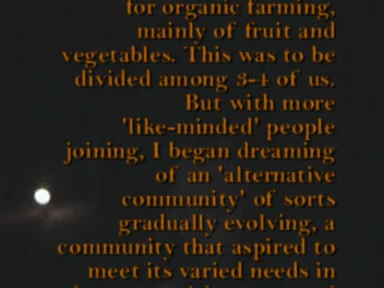 for organic farming,
mainly of fruit and
vegetables. This was to be
divided among 3-4 of us.
But with more
'like-minded' people
joining, I began dreaming
of an 'alternative
community' of sorts
gradually evolving, a
community that aspired to
meet its varied needs in